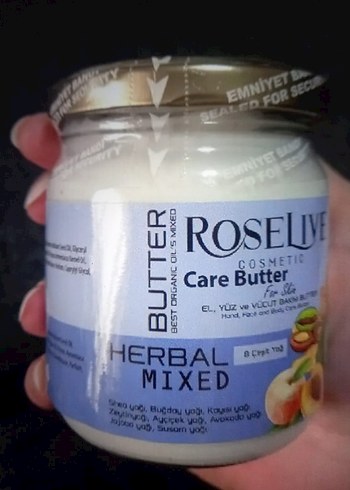 EMNİYET BANDI
SEALED FOR SECURITY
BUTTER
BEST ORGANIC OIL'S MIXED
ROSELIVE
COSMETIC
Care Butter
For Skin
EL, YÜZ ve VÜCUT BAKIM BUTTER
Hand, Face and Body Care Butter
HERBAL
MIXED
8 Çeşit Yağ
Shea yağı, Buğday yağı, Kayısı yağı
Zeytinyağı, Ayçiçek yağı, Avokado yağı
Jojoba yağı, Susam yağı